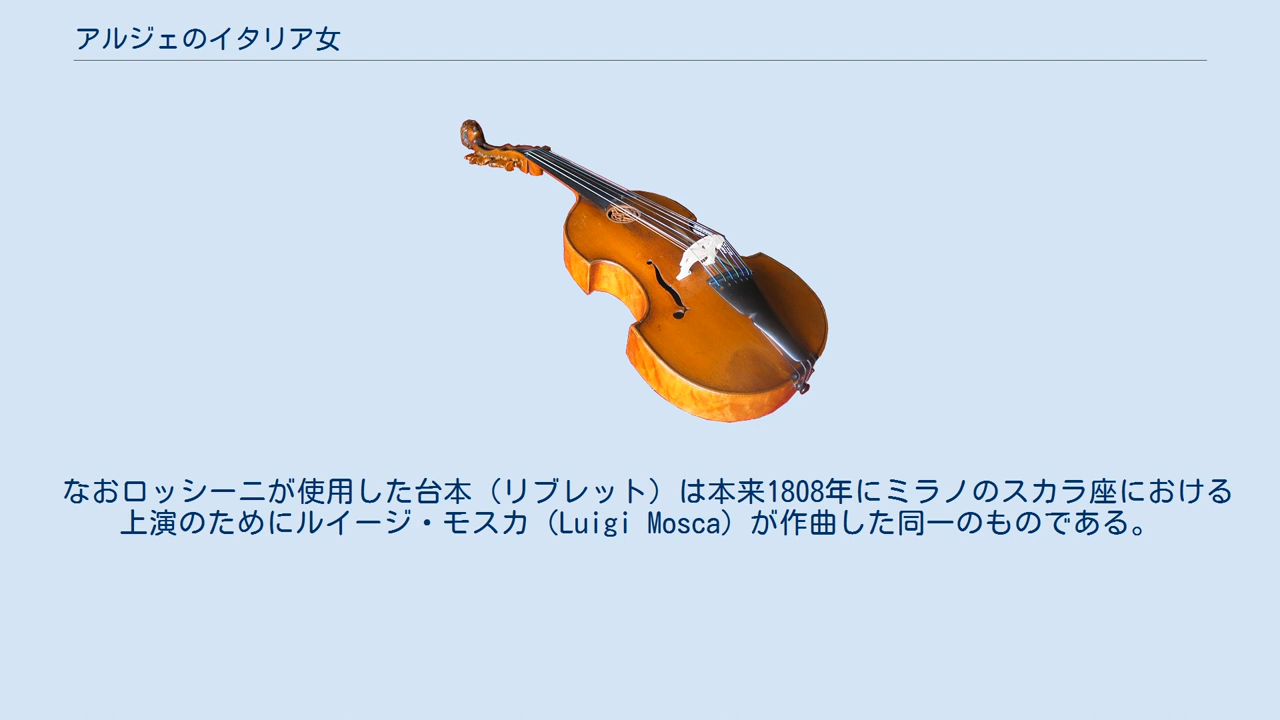 アルジェのイタリア女
なおロッシーニが使用した台本（リブレット）は本来1808年にミラノのスカラ座における
上演のためにルイージ・モスカ（Luigi Mosca）が作曲した同一のものである。